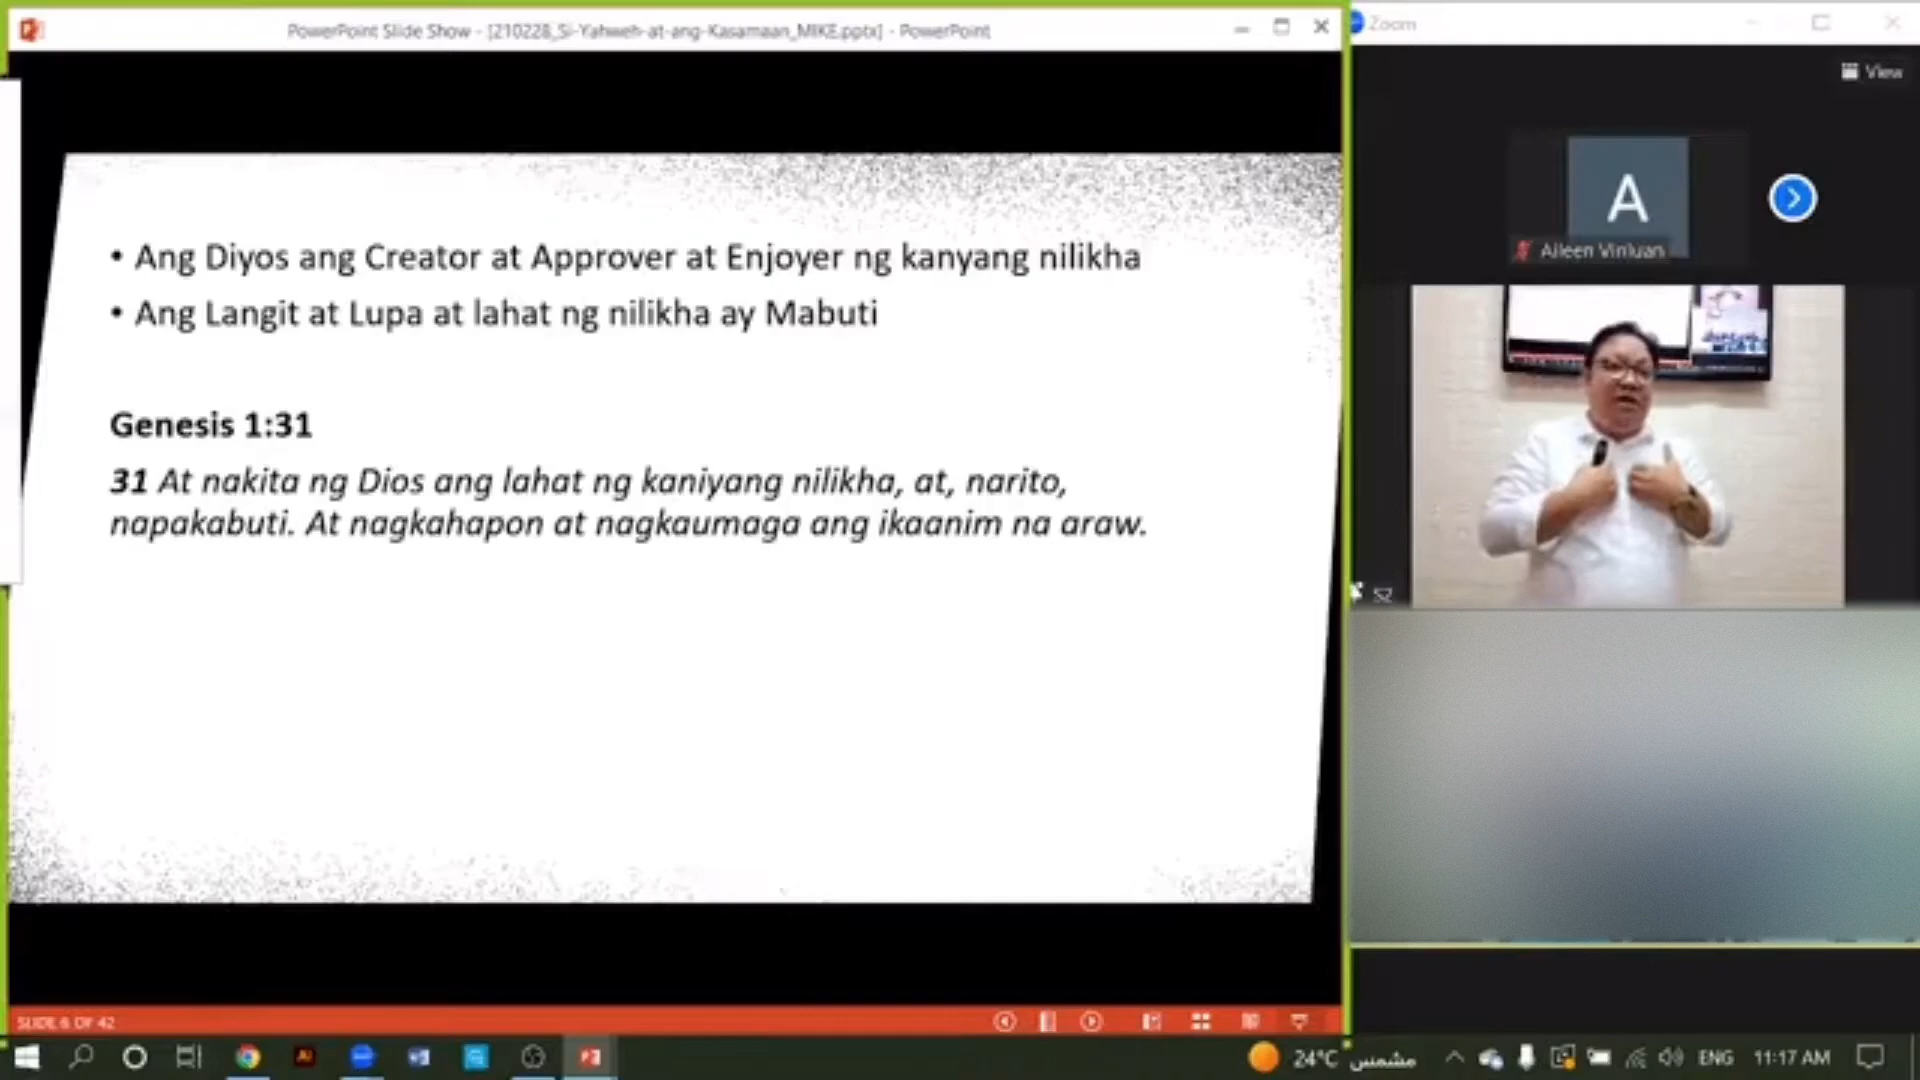 PowerPoint Slide Show - [210228_Si-Yahweh-at-ang-Kasamaan_MIKE.pptx] - PowerPoint
Zoom
View
• Ang Diyos ang Creator at Approver at Enjoyer ng kanyang nilikha
• Ang Langit at Lupa at lahat ng nilikha ay Mabuti
Genesis 1:31
31 At nakita ng Dios ang lahat ng kaniyang nilikha, at, narito,
napakabuti. At nagkahapon at nagkaumaga ang ikaanim na araw.
A
Aileen Vinluan
SLIDE 6 OF 42
24°C مشمس
ENG
11:17 AM